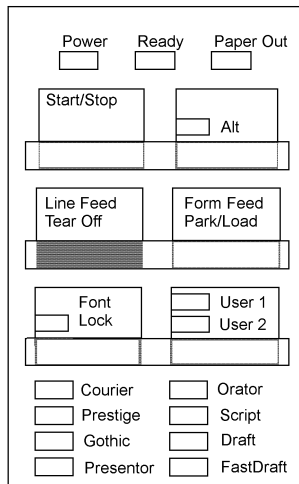 Power Ready Paper Out
Start/Stop
Alt
Line Feed
Tear Off
Form Feed
Park/Load
Font
Lock
User 1
User 2
Courier
Prestige
Gothic
Presentor
Orator
Script
Draft
FastDraft